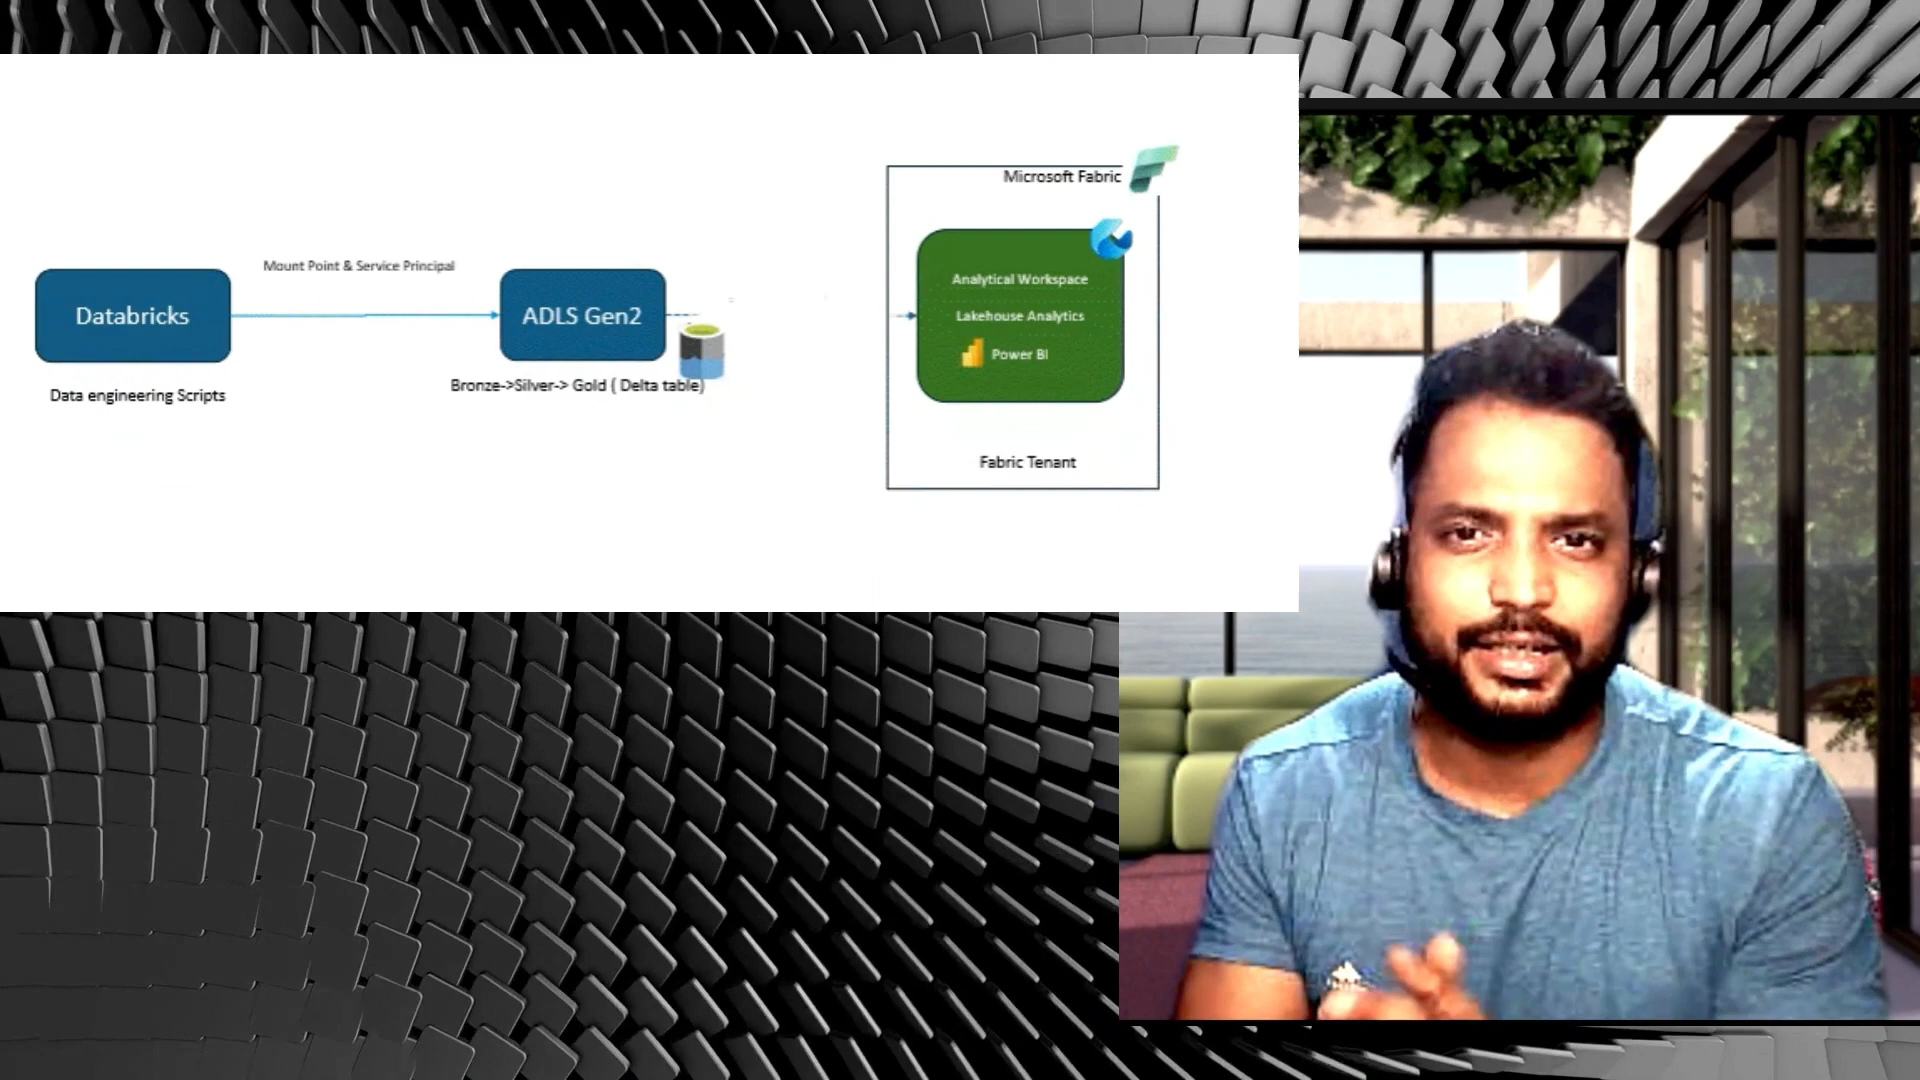 Microsoft Fabric
Mount Point & Service Principal
Databricks
ADLS Gen2
Analytical Workspace
Lakehouse Analytics
Power BI
Data engineering Scripts
Bronze->Silver-> Gold ( Delta table)
Fabric Tenant